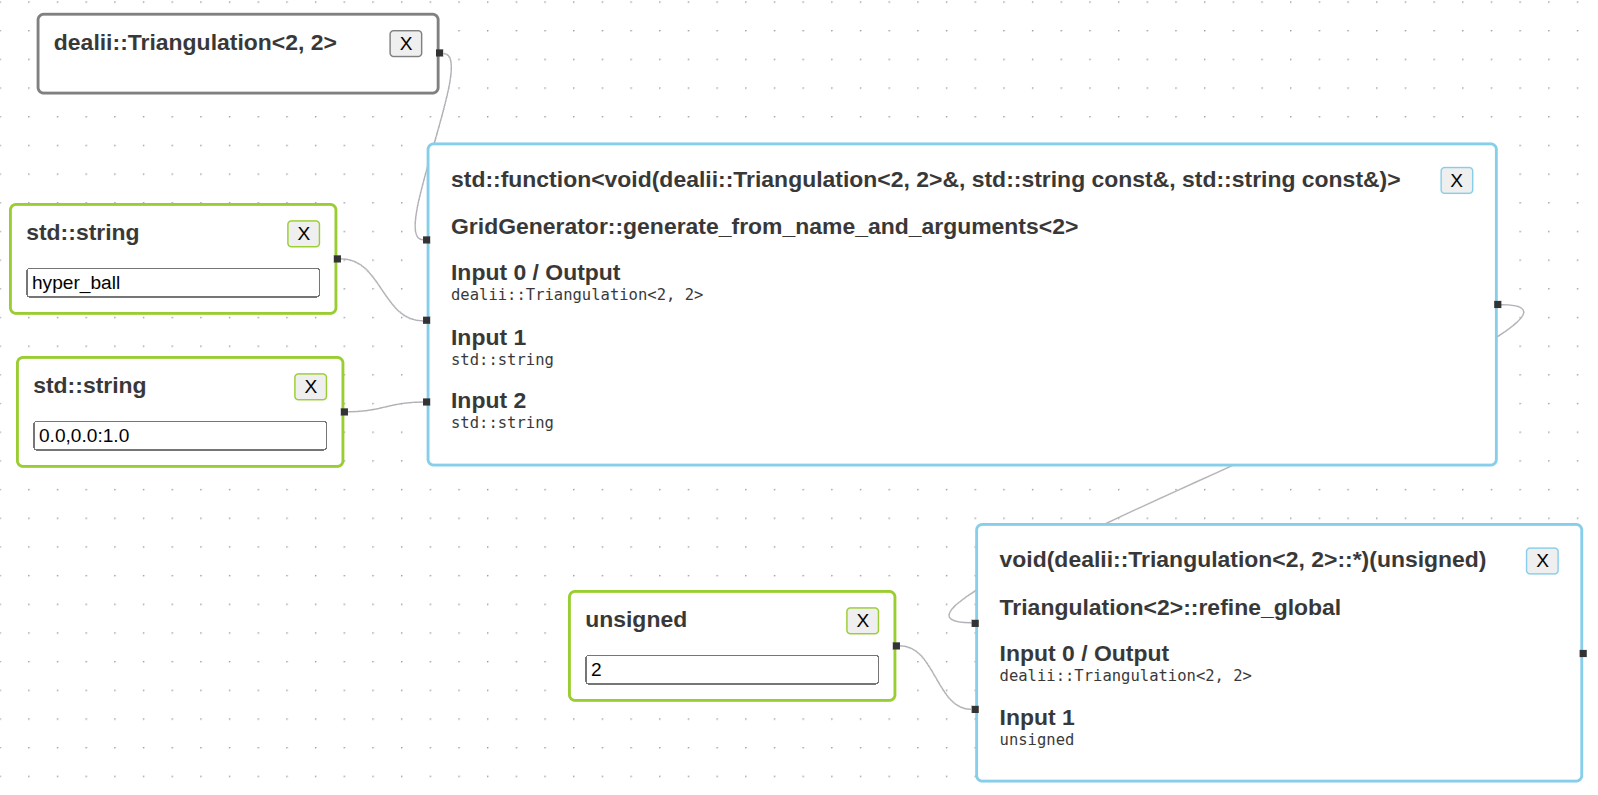 dealii::Triangulation<2, 2>
X
std::function<void(dealii::Triangulation<2, 2>&, std::string const&, std::string const&)>
X
GridGenerator::generate_from_name_and_arguments<2>
Input 0 / Output
dealii::Triangulation<2, 2>
Input 1
std::string
Input 2
std::string
std::string
X
hyper_ball
std::string
X
0.0,0.0:1.0
void(dealii::Triangulation<2, 2>::*)(unsigned)
X
Triangulation<2>::refine_global
Input 0 / Output
dealii::Triangulation<2, 2>
Input 1
unsigned
unsigned
X
2